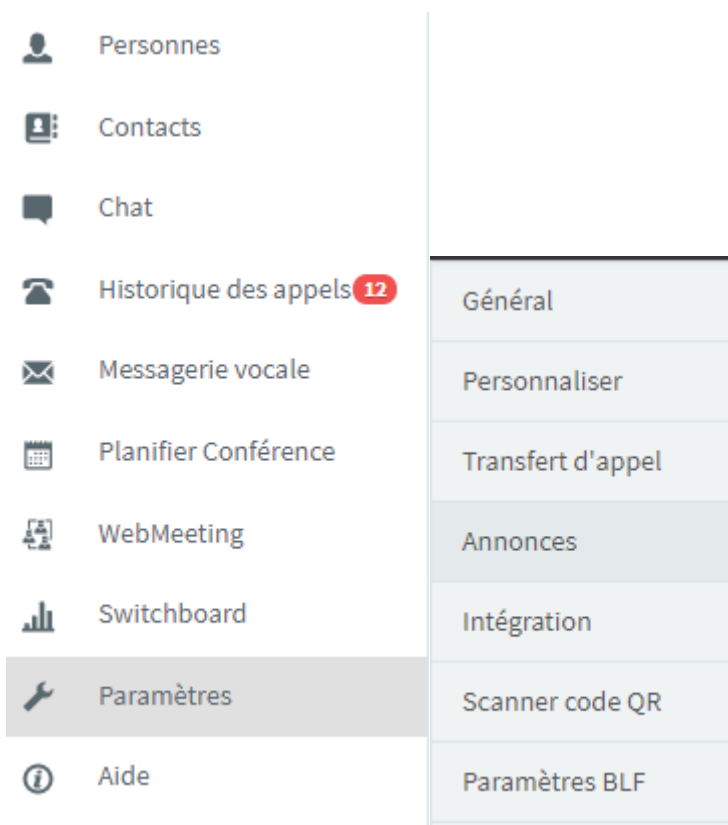 Personnes
Contacts
Chat
Historique des appels 12
Messagerie vocale
Planifier Conférence
WebMeeting
Switchboard
Paramètres
Aide
Général
Personnaliser
Transfert d'appel
Annonces
Intégration
Scanner code QR
Paramètres BLF